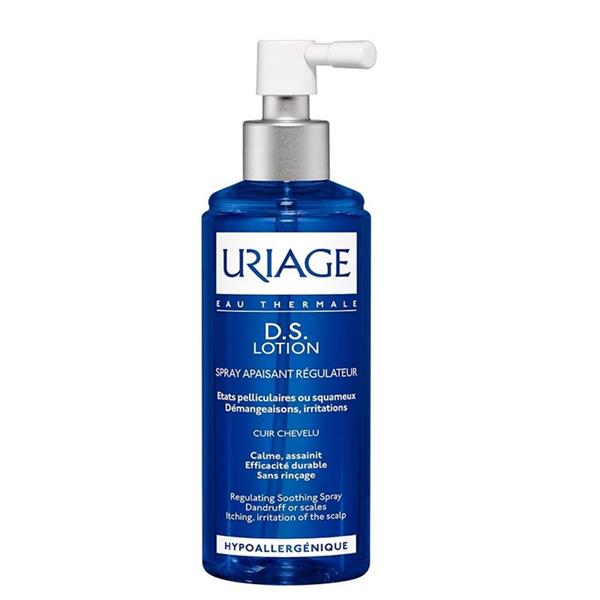 URIAGE
EAU THERMALE
D.S.
LOTION
SPRAY APAISANT RÉGULATEUR
Etats pelliculaires ou squameux
Démangeaisons, irritations
CUIR CHEVELU
Calme, assainit
Efficacité durable
Sans rinçage
Regulating Soothing Spray
Dandruff or scales
Itching, irritation of the scalp
HYPOALLERGÉNIQUE